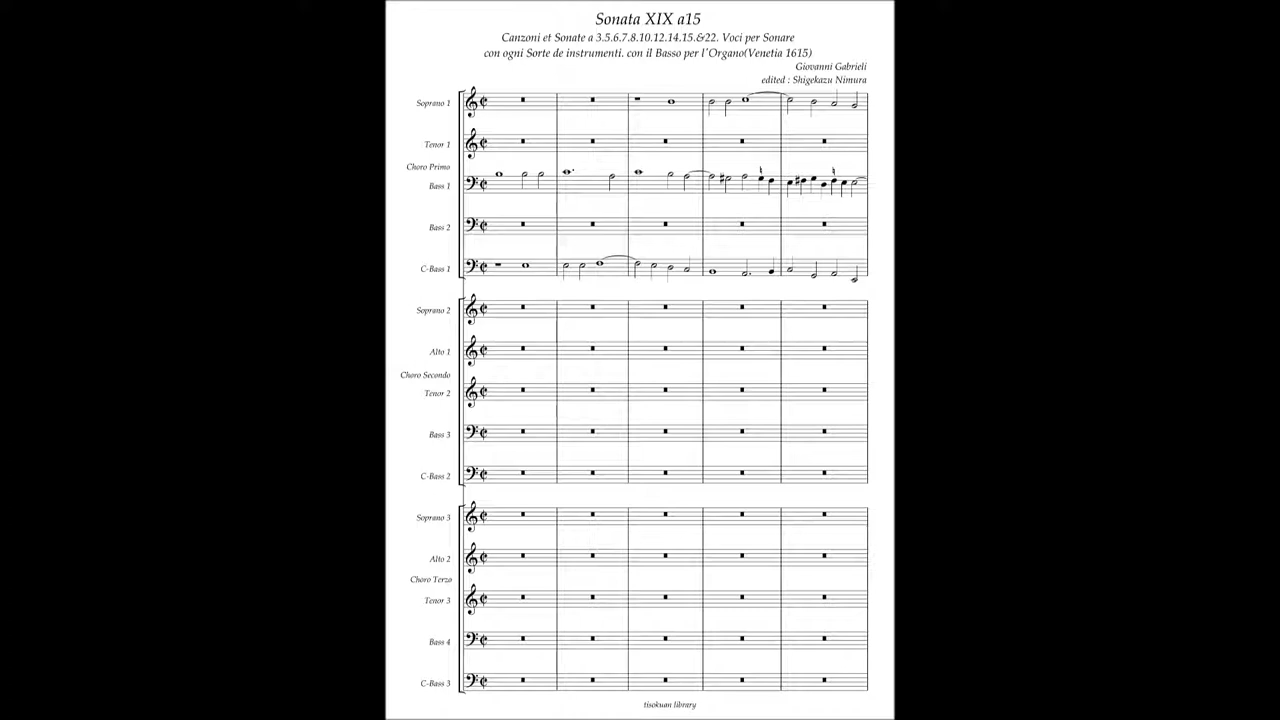 Sonata XIX a15
Canzoni et Sonate a 3.5.6.7.8.10.12.14.15.&22. Voci per Sonare
con ogni Sorte de instrumenti. con il Basso per l'Organo(Venetia 1615)
Giovanni Gabrieli
edited : Shigekazu Nimura
Soprano 1
Tenor 1
Choro Primo
Bass 1
Bass 2
C-Bass 1
Soprano 2
Alto 1
Choro Secondo
Tenor 2
Bass 3
C-Bass 2
Soprano 3
Alto 2
Choro Terzo
Tenor 3
Bass 4
C-Bass 3
tisokuan library